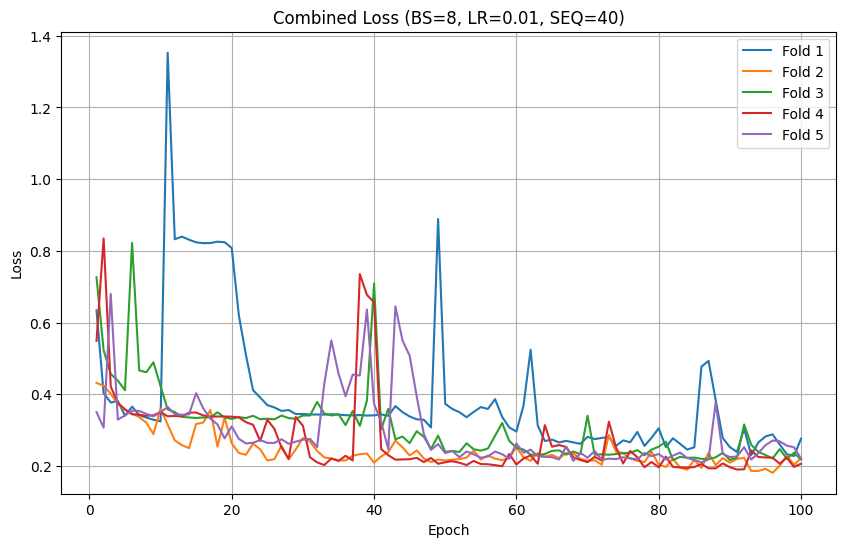 Combined Loss (BS=8, LR=0.01, SEQ=40)
1.4
1.2
1.0
0.8
0.6
0.4
0.2
Loss
Fold 1
Fold 2
Fold 3
Fold 4
Fold 5
0 20 40 60 80 100
Epoch